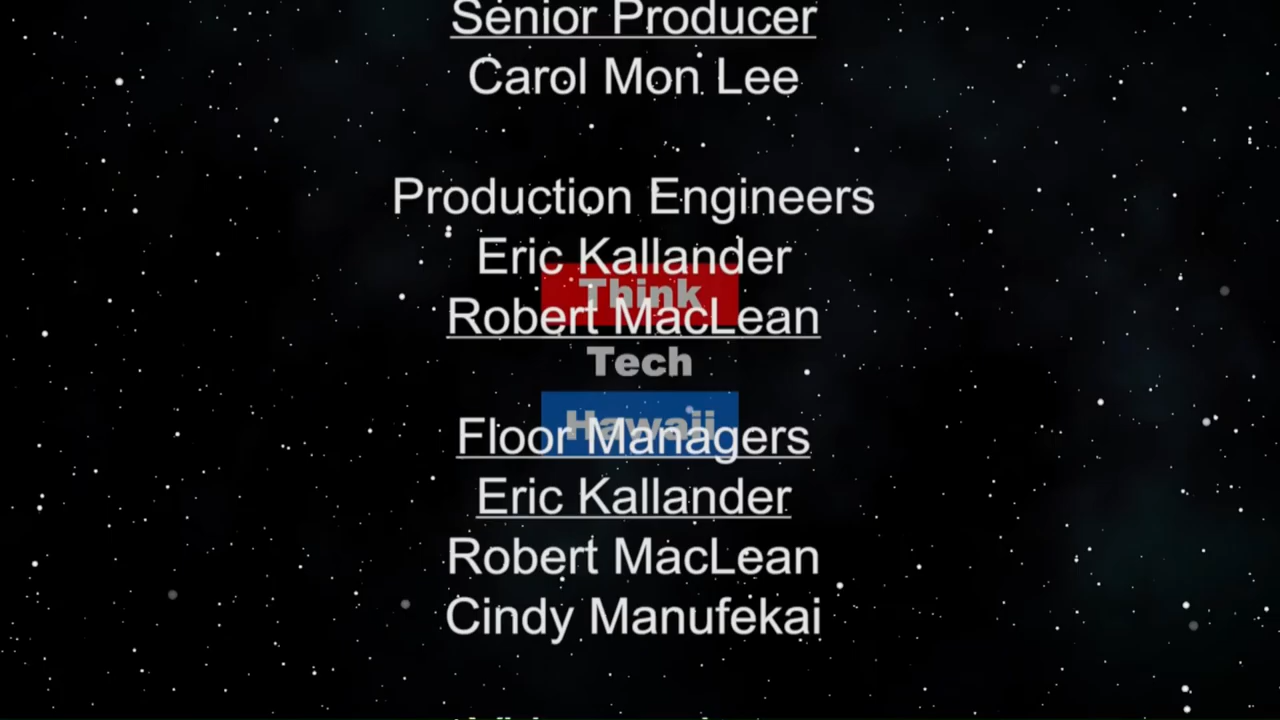 Senior Producer
Carol Mon Lee
Production Engineers
Eric Kallander
Think
Robert MacLean
Tech
Hawaii
Floor Managers
Eric Kallander
Robert MacLean
Cindy Manufekai